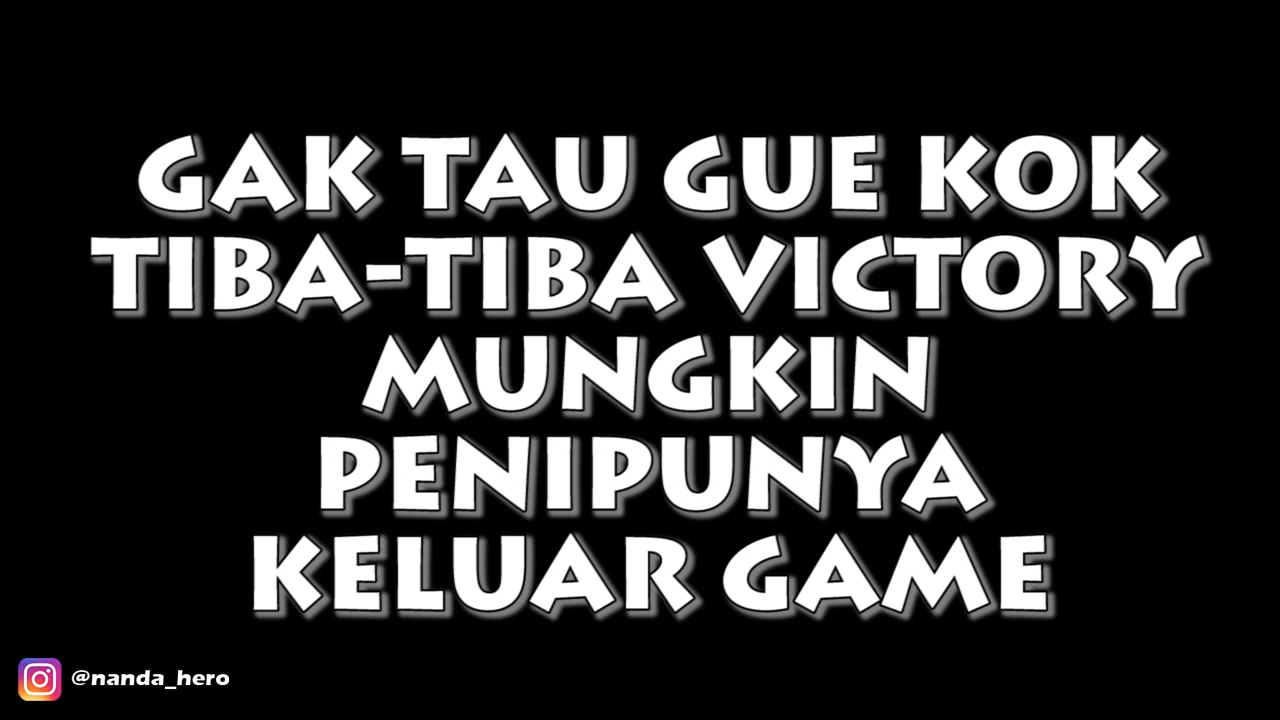 GAK TAU GUE KOK
TIBA-TIBA VICTORY
MUNGKIN
PENIPUNYA
KELUAR GAME
@nanda_hero